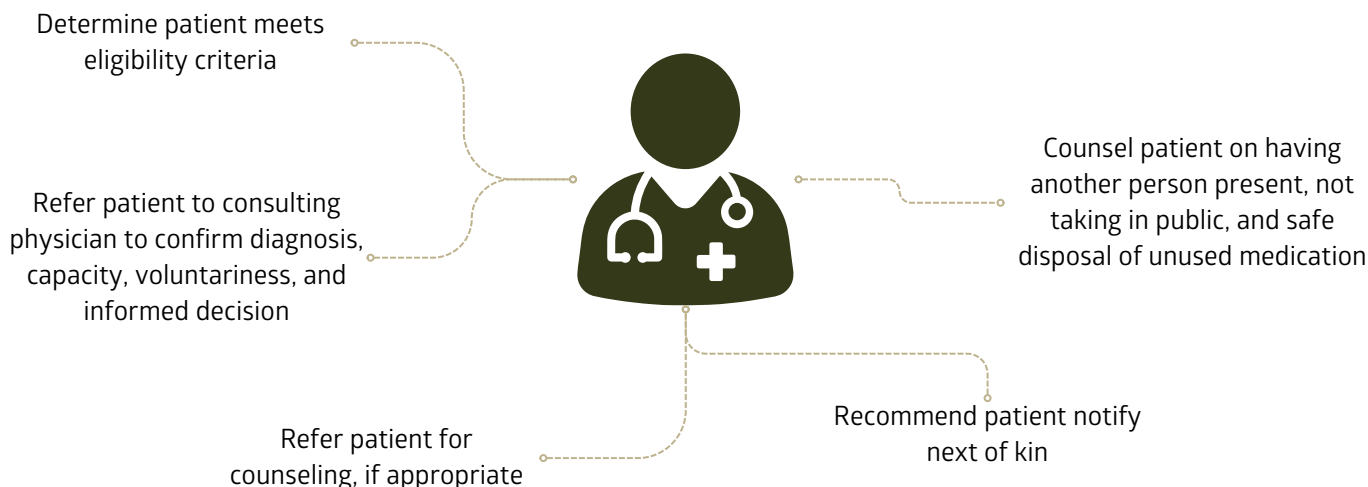 Determine patient meets
eligibility criteria
Refer patient to consulting
physician to confirm diagnosis,
capacity, voluntariness, and
informed decision
Counsel patient on having
another person present, not
taking in public, and safe
disposal of unused medication
Refer patient for
counseling, if appropriate
Recommend patient notify
next of kin